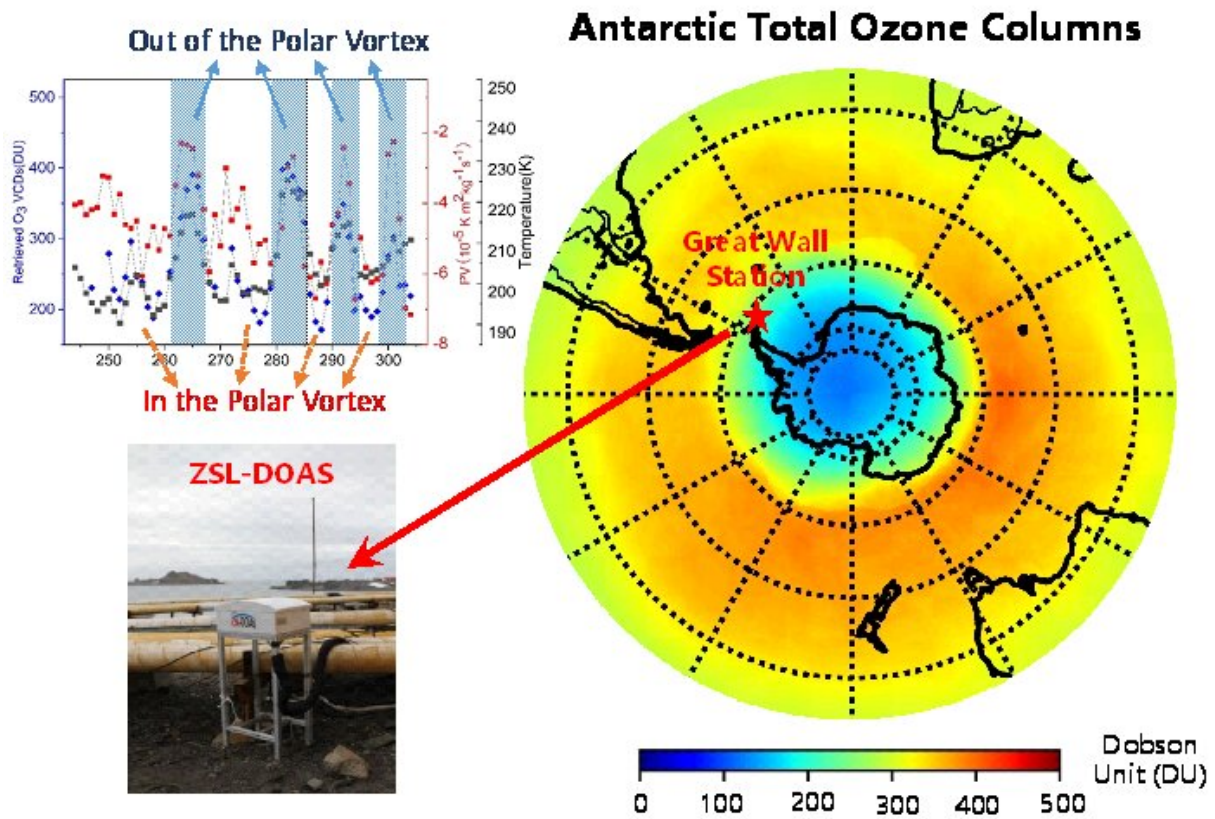 Antarctic Total Ozone Columns
Out of the Polar Vortex
500
400
300
200
Retrieved O3 VCDs(DU)
-2
-4
-6
-8
PV (10^-5 K m^2 kg^-1 s^-1)
250
240
230
220
210
200
190
Temperature(K)
250
260
270
280
290
300
In the Polar Vortex
Great Wall
Station
ZSL-DOAS
0
100
200
300
400
500
Dobson
Unit (DU)